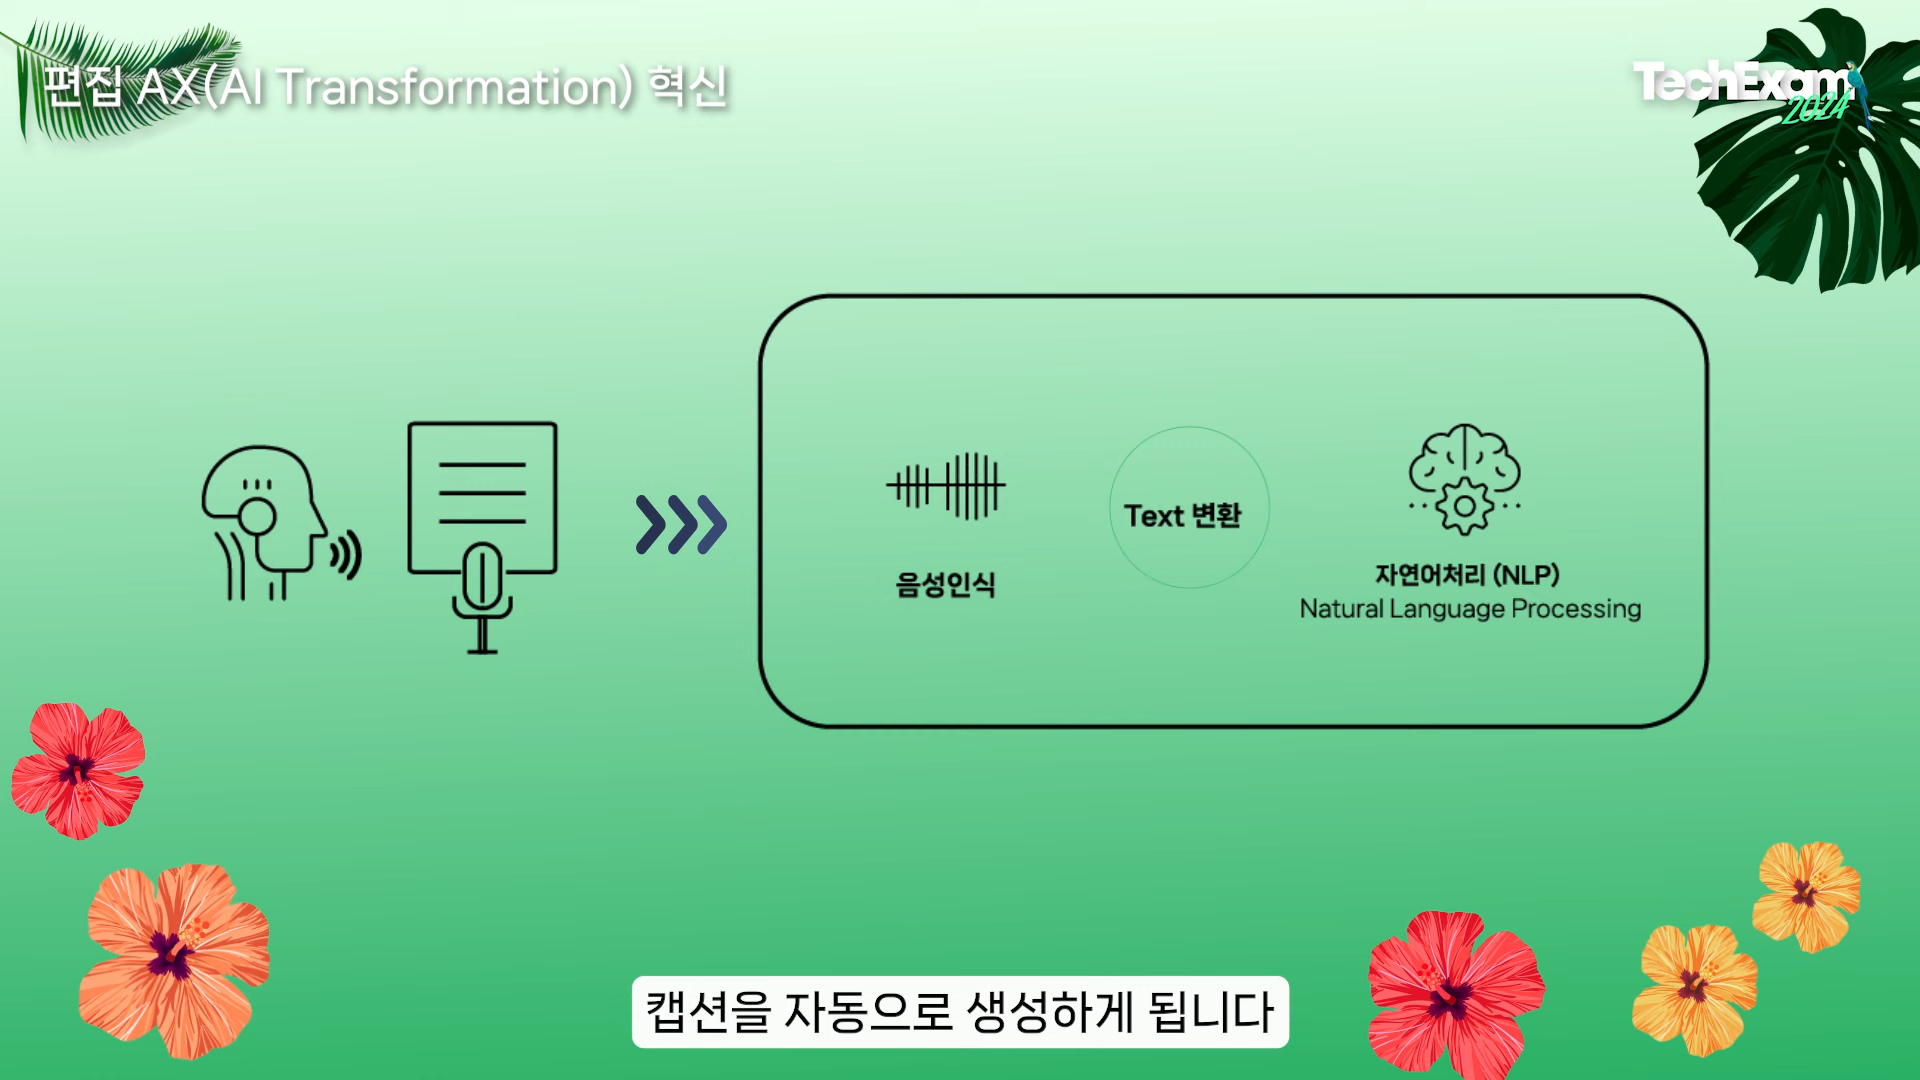 편집 AX(AI Transformation) 혁신
TechExam
2024
음성인식
Text 변환
자연어처리 (NLP)
Natural Language Processing
캡션을 자동으로 생성하게 됩니다